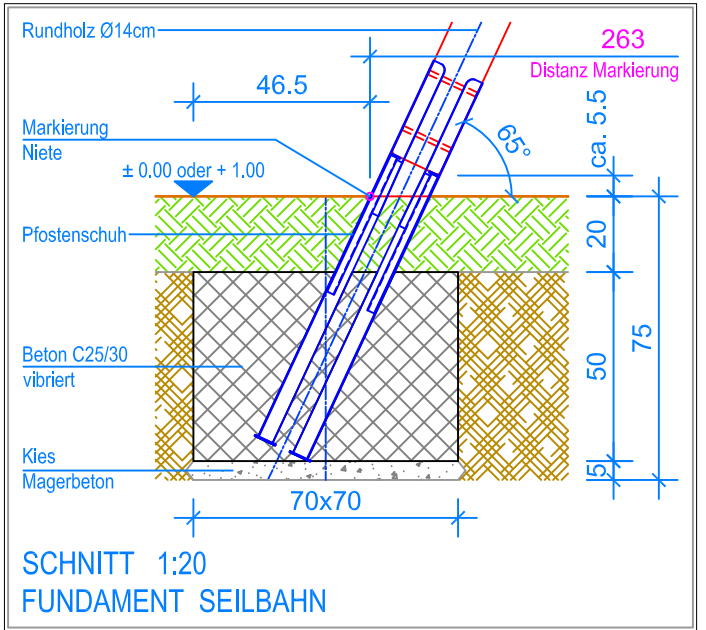 Rundholz Ø14cm
263
Distanz Markierung
46.5
Markierung
Niete
65°
ca. 5.5
± 0.00 oder + 1.00
Pfostenschuh
20
75
Beton C25/30
vibriert
50
Kies
Magerbeton
5
70x70
SCHNITT 1:20
FUNDAMENT SEILBAHN